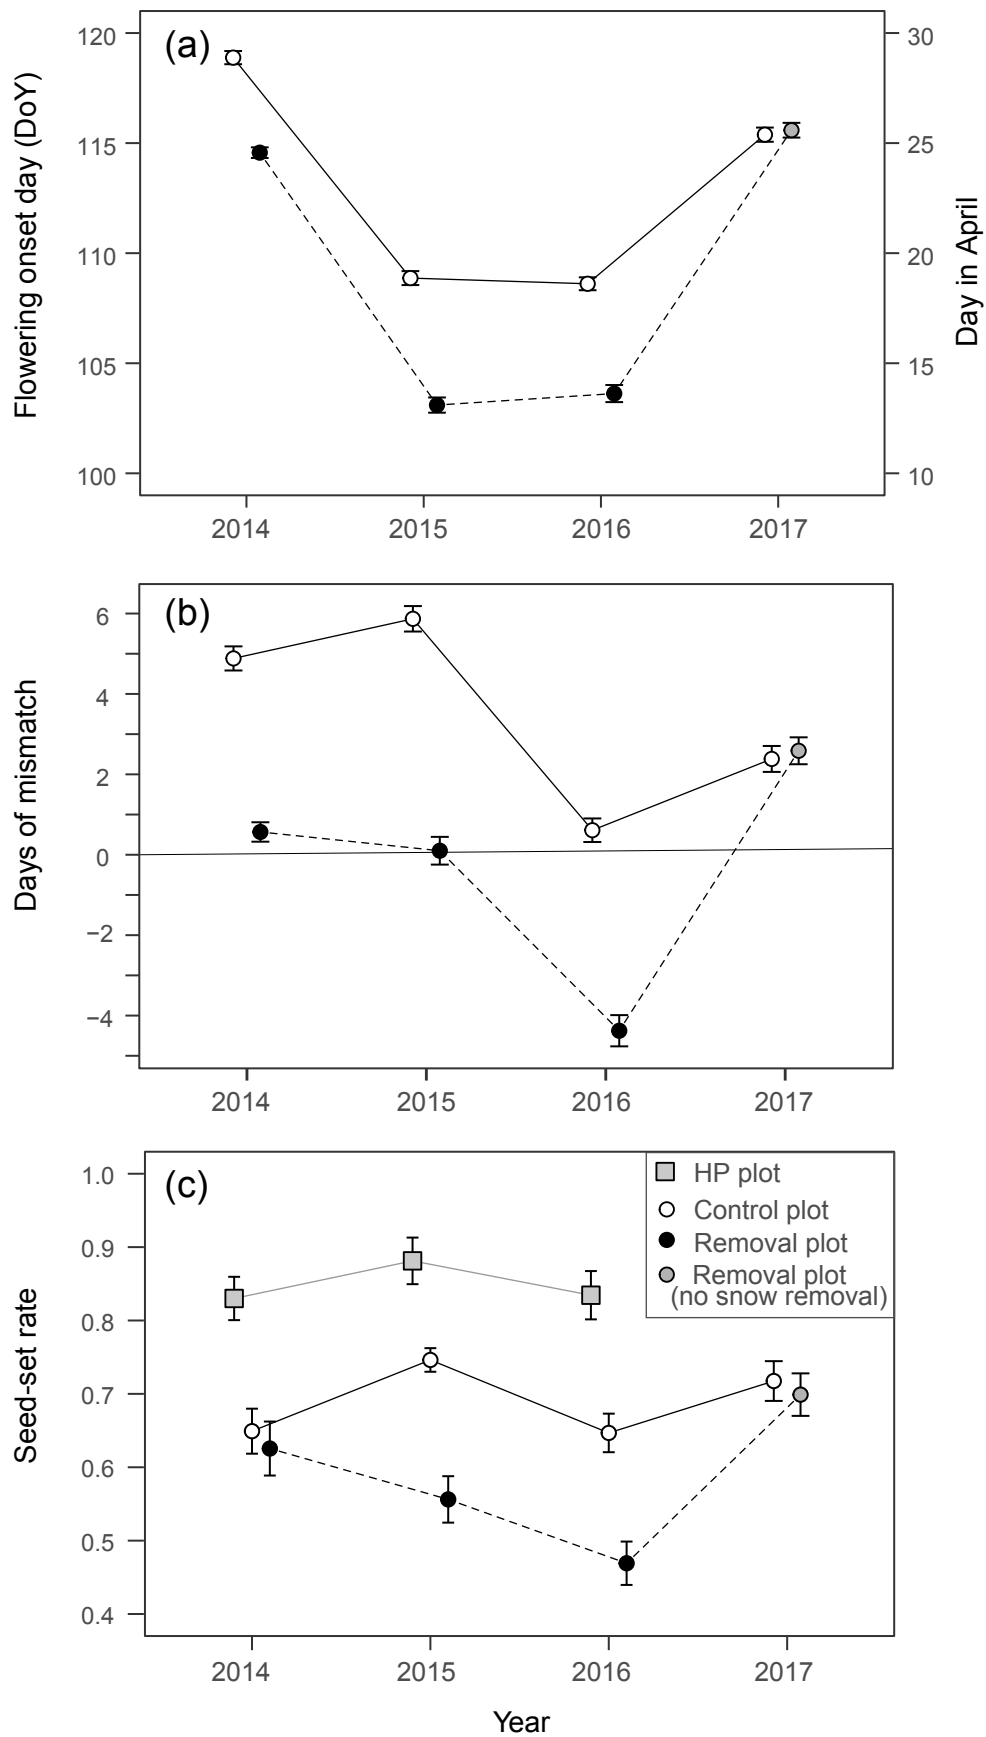 (a)
Flowering onset day (DoY)
120
115
110
105
100
30
25
20
15
10
Day in April
2014 2015 2016 2017
(b)
Days of mismatch
6
4
2
0
−2
−4
2014 2015 2016 2017
(c)
HP plot
Control plot
Removal plot
Removal plot
(no snow removal)
Seed-set rate
1.0
0.9
0.8
0.7
0.6
0.5
0.4
2014 2015 2016 2017
Year